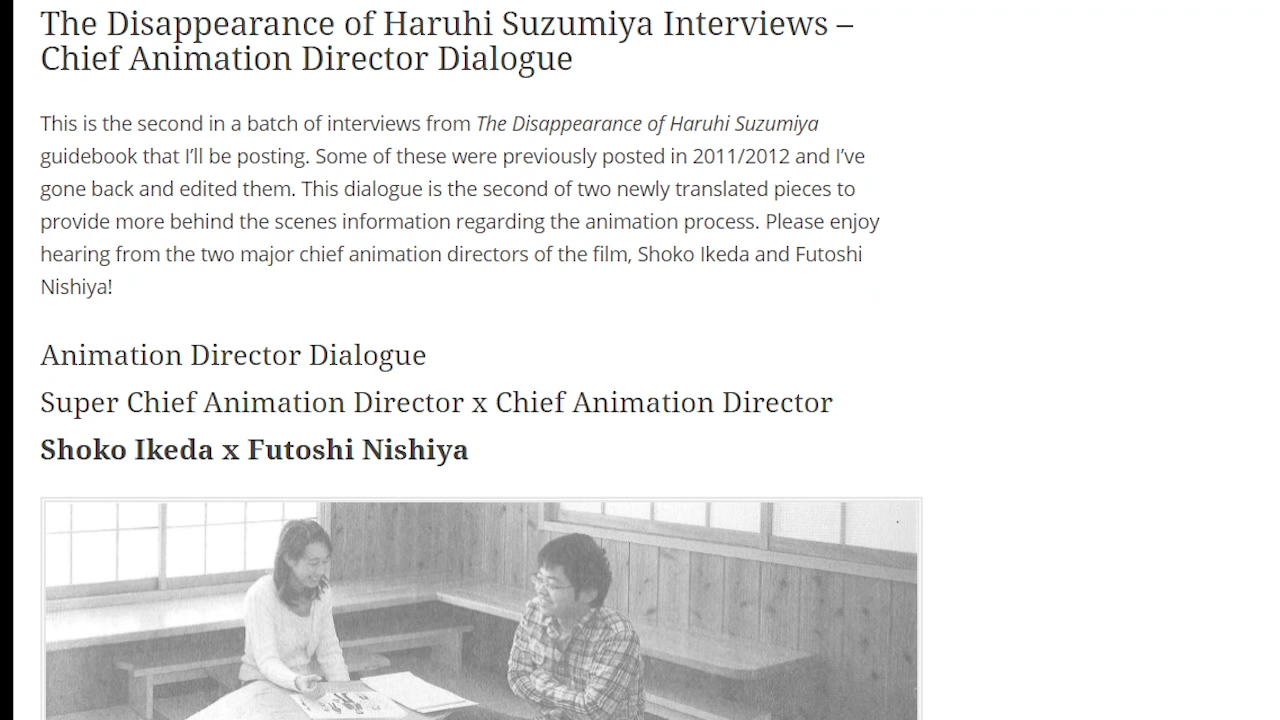 The Disappearance of Haruhi Suzumiya Interviews –
Chief Animation Director Dialogue
This is the second in a batch of interviews from The Disappearance of Haruhi Suzumiya
guidebook that I’ll be posting. Some of these were previously posted in 2011/2012 and I’ve
gone back and edited them. This dialogue is the second of two newly translated pieces to
provide more behind the scenes information regarding the animation process. Please enjoy
hearing from the two major chief animation directors of the film, Shoko Ikeda and Futoshi
Nishiya!
Animation Director Dialogue
Super Chief Animation Director x Chief Animation Director
Shoko Ikeda x Futoshi Nishiya